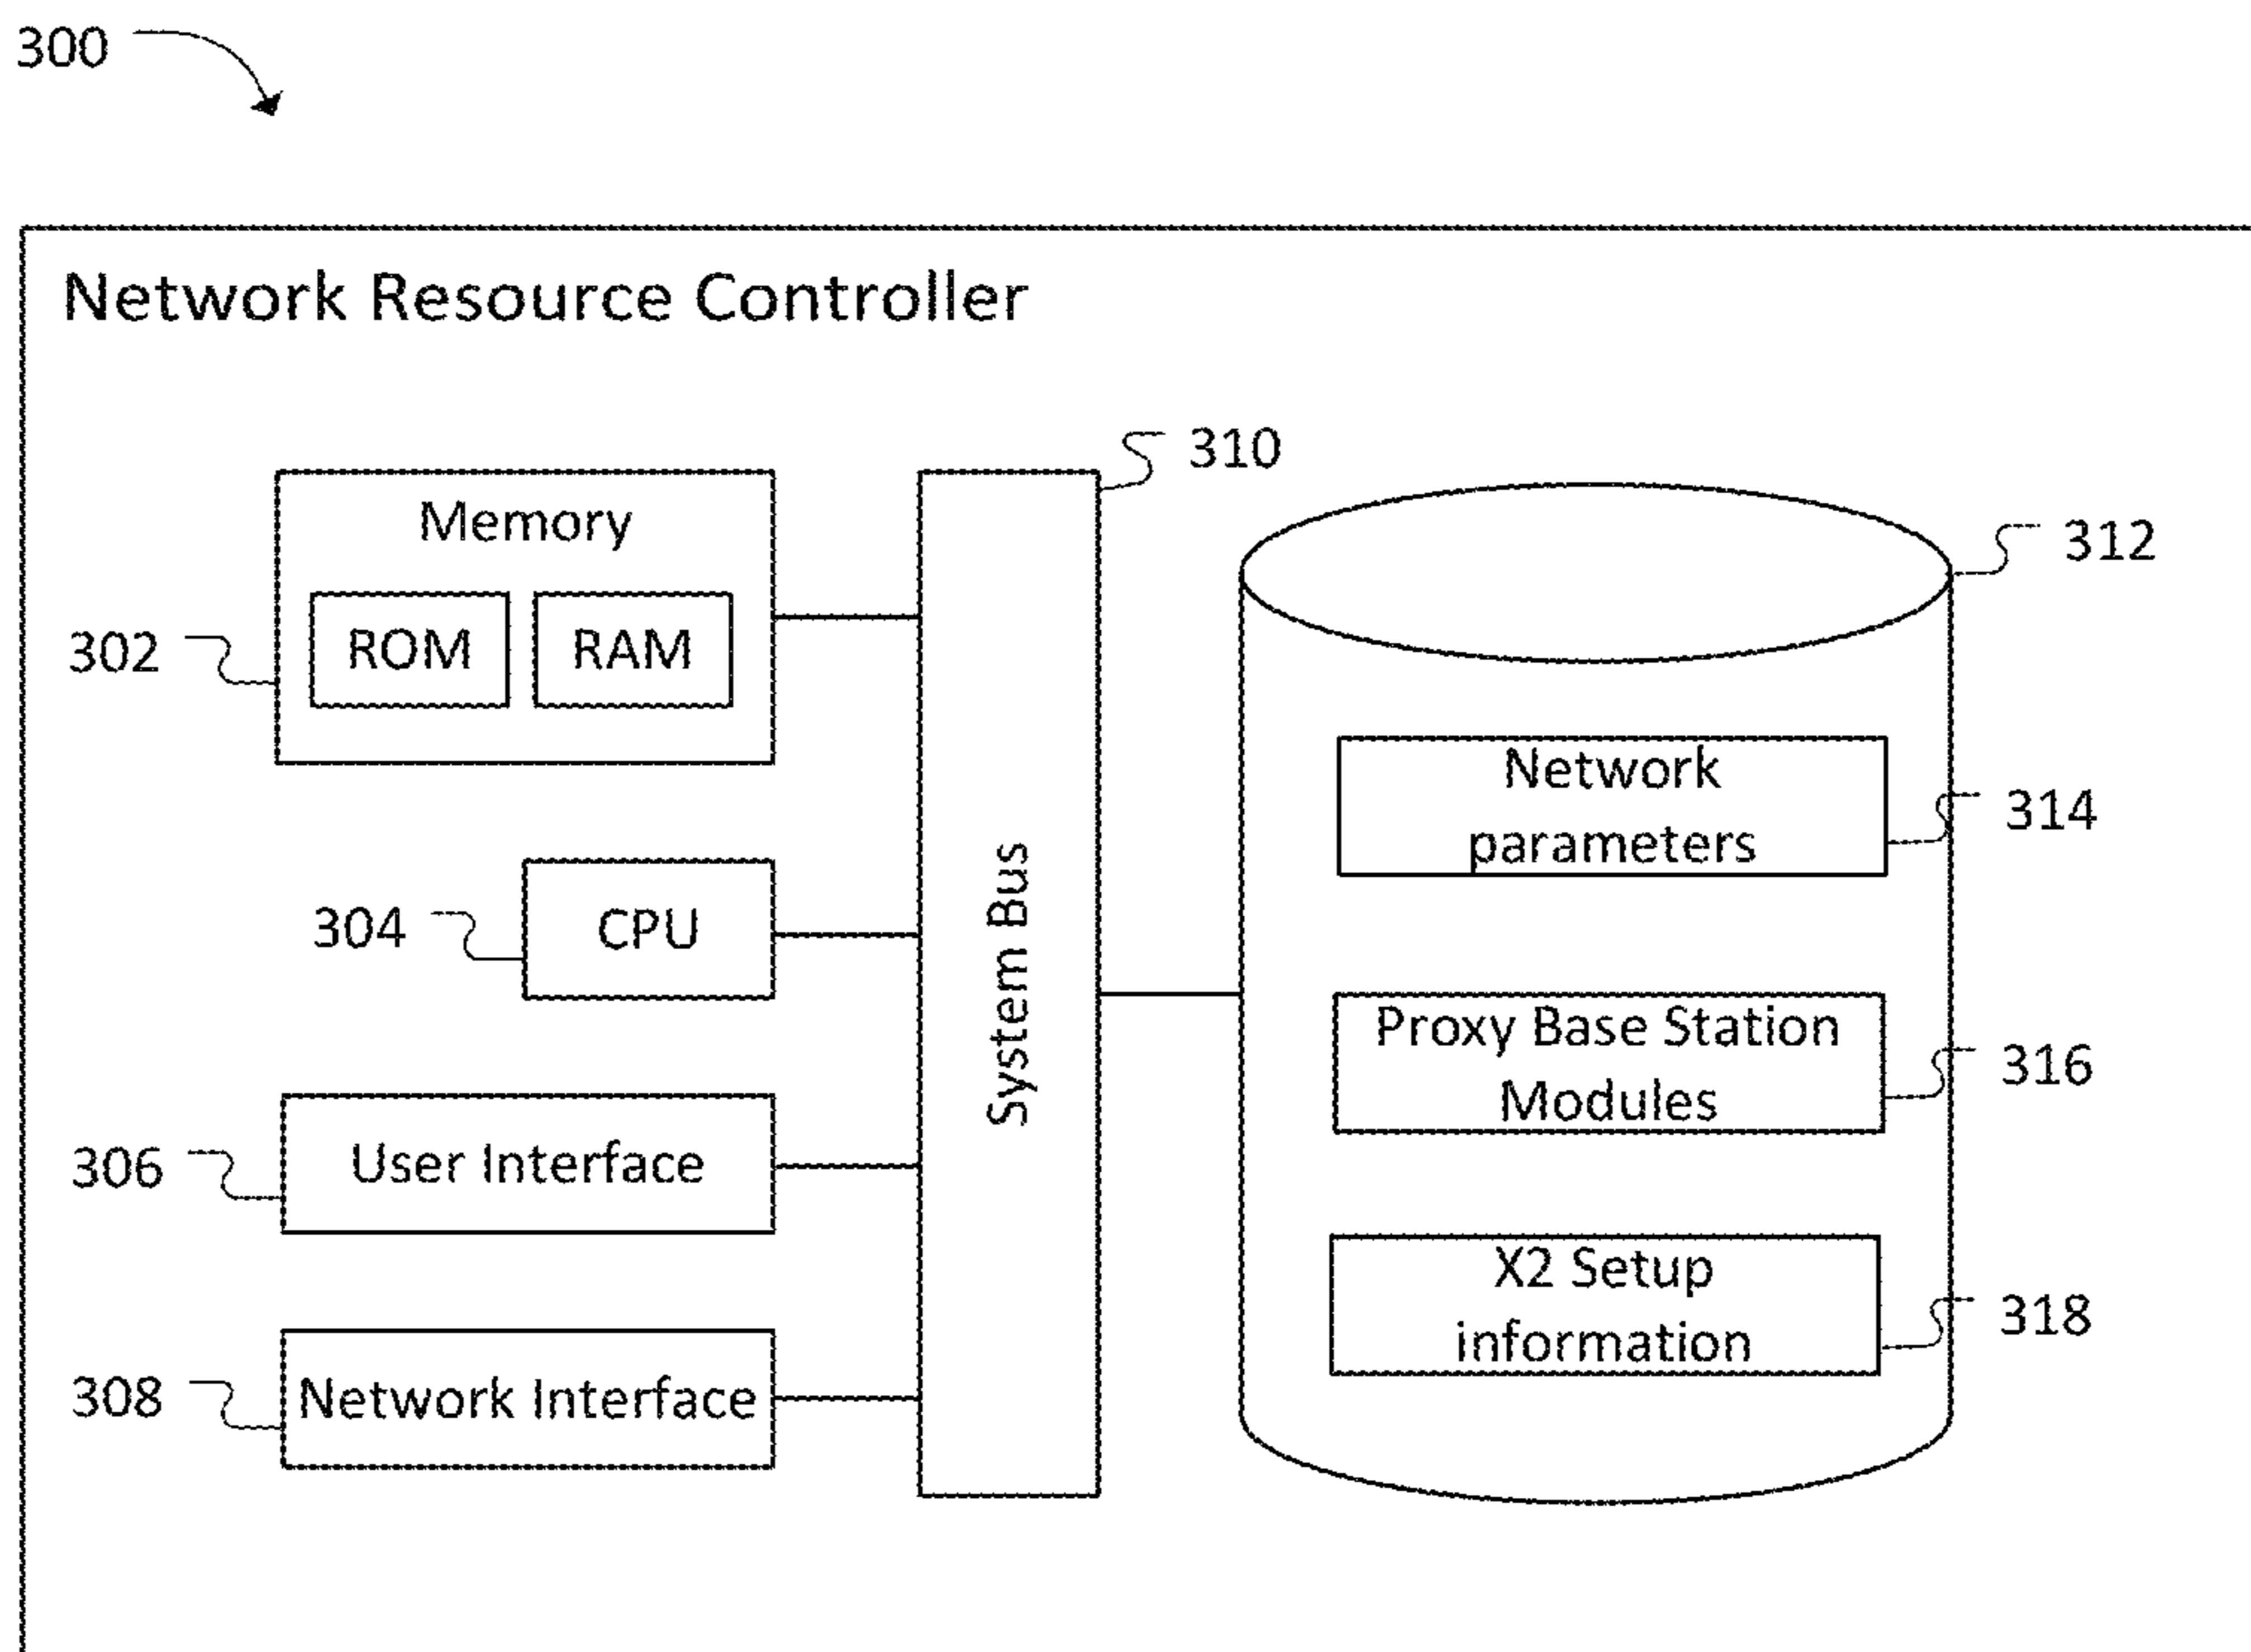 300
Network Resource Controller
310
Memory
312
ROM RAM
302
Network
parameters
314
304
CPU
System Bus
Proxy Base Station
Modules
316
306
User Interface
X2 Setup
information
318
308
Network Interface